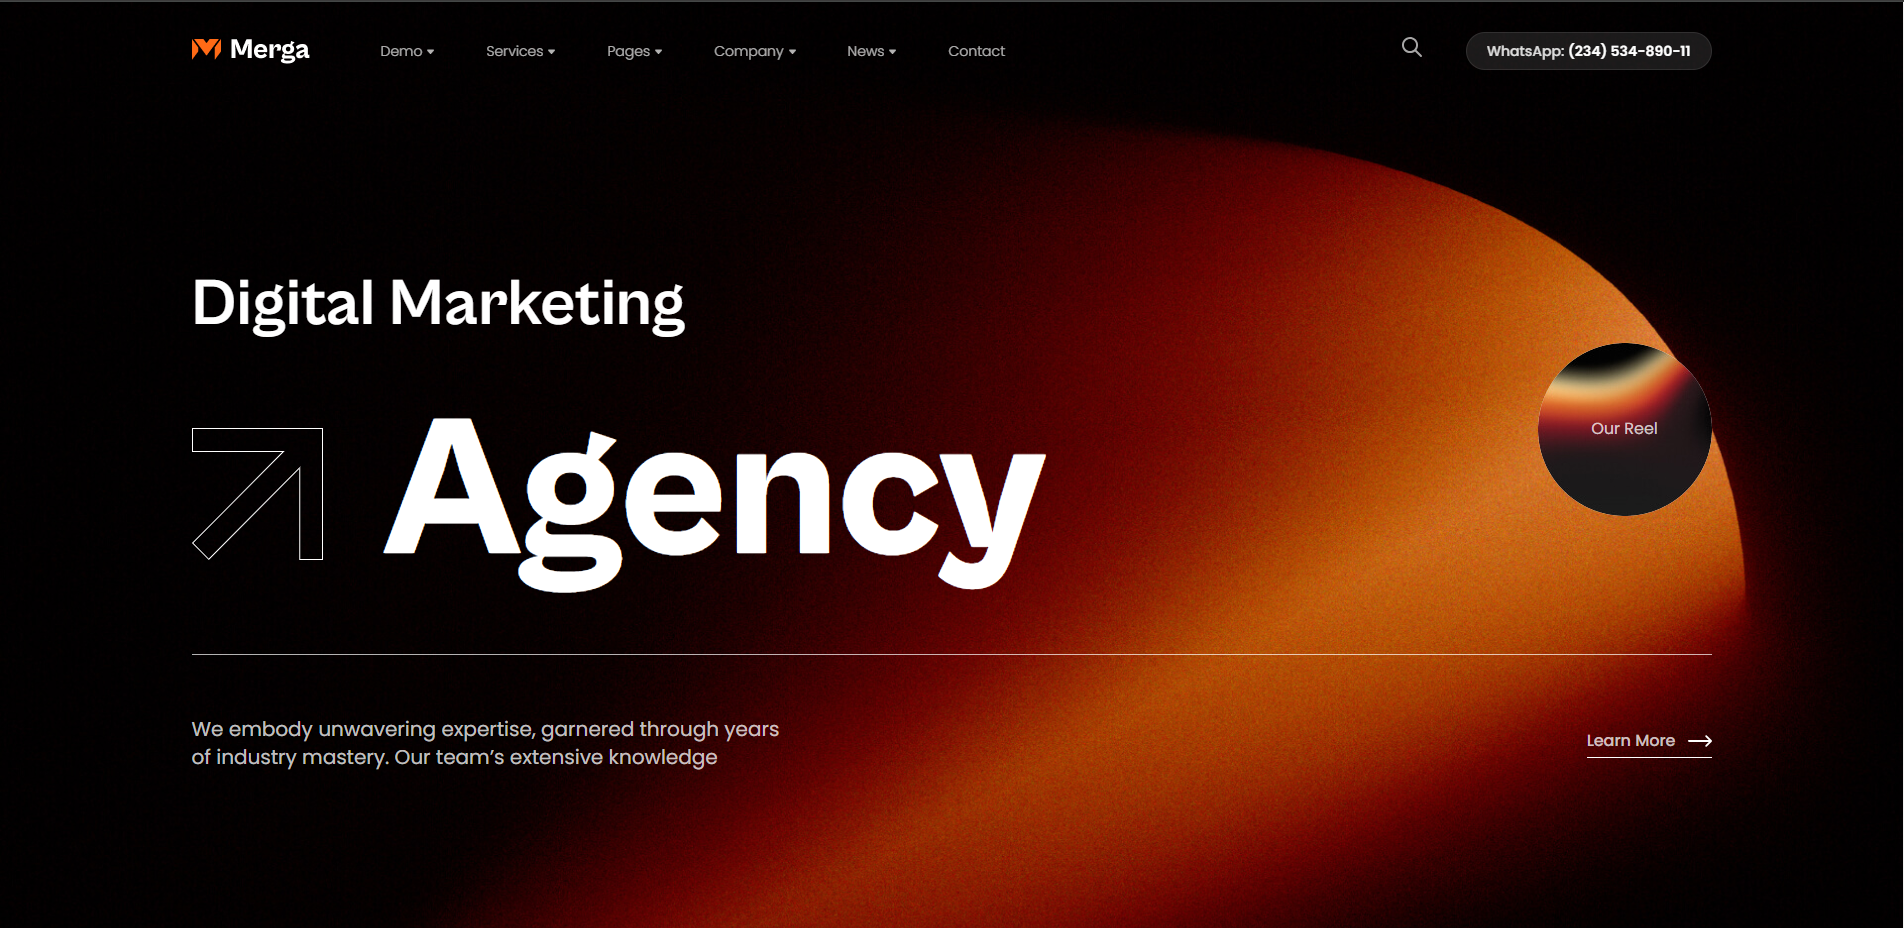 Merga
Demo
Services
Pages
Company
News
Contact
WhatsApp: (234) 534-890-11
Digital Marketing
Agency
Our Reel
We embody unwavering expertise, garnered through years
of industry mastery. Our team’s extensive knowledge
Learn More